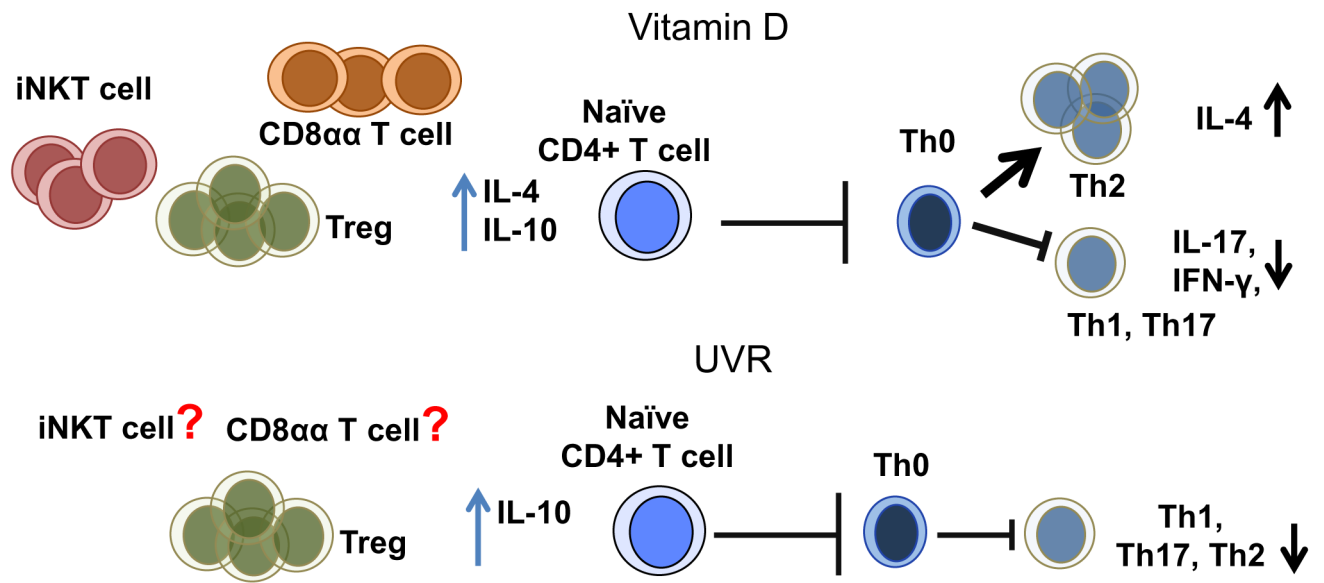 Vitamin D
iNKT cell
CD8αα T cell
Treg
IL-4
IL-10
Naïve
CD4+ T cell
Th0
Th2
IL-4
IL-17,
IFN-γ,
Th1, Th17
UVR
iNKT cell?
CD8αα T cell?
Treg
IL-10
Naïve
CD4+ T cell
Th0
Th1,
Th17, Th2